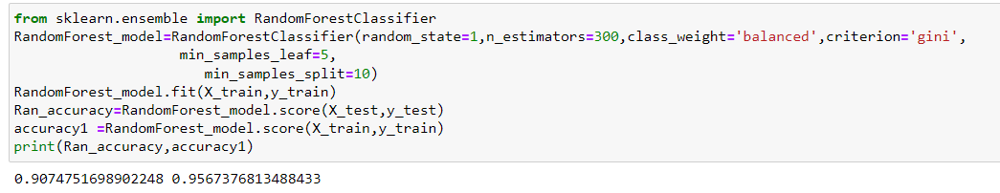 from sklearn.ensemble import RandomForestClassifier
RandomForest_model=RandomForestClassifier(random_state=1,n_estimators=300,class_weight='balanced',criterion='gini',
min_samples_leaf=5,
min_samples_split=10)
RandomForest_model.fit(X_train,y_train)
Ran_accuracy=RandomForest_model.score(X_test,y_test)
accuracy1 =RandomForest_model.score(X_train,y_train)
print(Ran_accuracy,accuracy1)
0.9074751698902248 0.9567376813488433